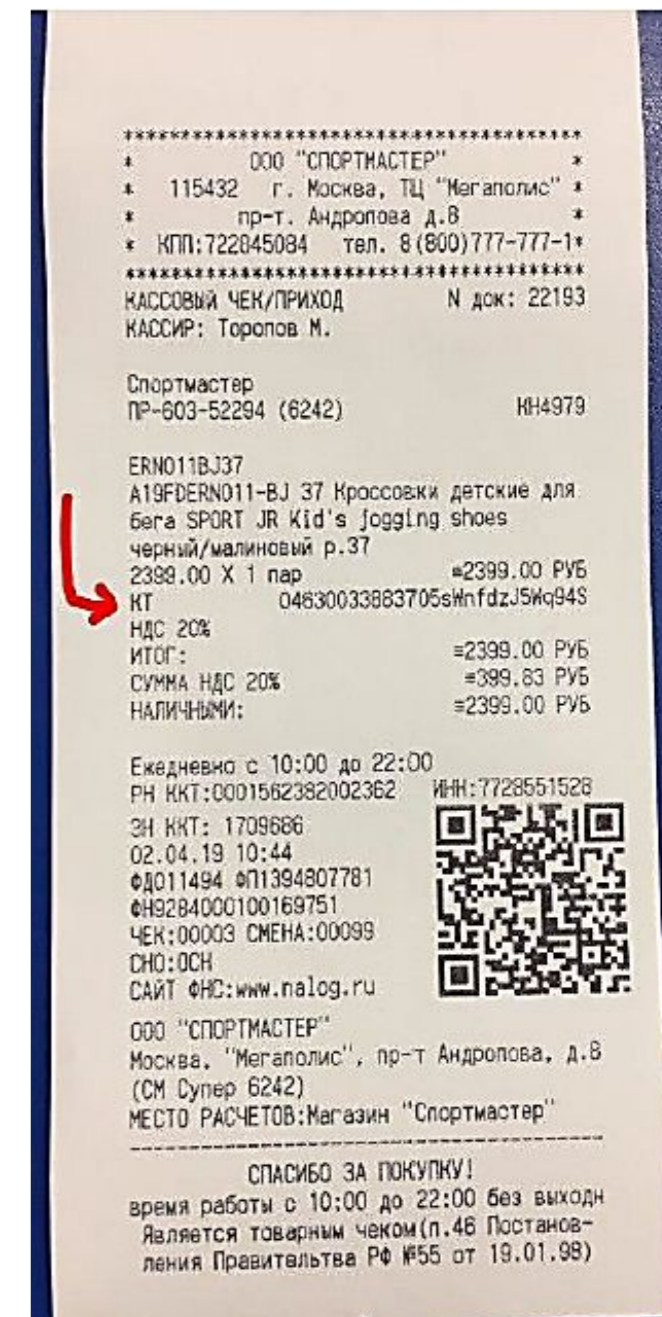 ****************************************
* ООО "СПОРТМАСТЕР" *
* 115432 г. Москва, ТЦ "Мегаполис" *
* пр-т. Андропова д.8 *
* КПП:722845084 тел. 8(800)777-777-1*
****************************************
КАССОВЫЙ ЧЕК/ПРИХОД N док: 22193
КАССИР: Торопов М.
Спортмастер
ПР-603-52294 (6242) КН4979
ERN011BJ37
A19FDERN011-BJ 37 Кроссовки детские для
бега SPORT JR Kid's jogging shoes
черный/малиновый р.37
2399.00 X 1 пар =2399.00 РУБ
КТ 04630033883705sWnfdzJ5Wq94S
НДС 20%
ИТОГ: =2399.00 РУБ
СУММА НДС 20% =399.83 РУБ
НАЛИЧНЫМИ: =2399.00 РУБ
Ежедневно с 10:00 до 22:00
РН ККТ:0001562382002362 ИНН:7728551528
ЗН ККТ: 1709686
02.04.19 10:44
ФД011494 ФП1394807781
ФН9284000100169751
ЧЕК:00003 СМЕНА:00099
СНО:ОСН
САЙТ ФНС:www.nalog.ru
ООО "СПОРТМАСТЕР"
Москва, "Мегаполис", пр-т Андропова, д.8
(СМ Супер 6242)
МЕСТО РАСЧЕТОВ:Магазин "Спортмастер"
СПАСИБО ЗА ПОКУПКУ!
время работы с 10:00 до 22:00 без выходн
Является товарным чеком(п.46 Постанов-
ления Правительтва РФ №55 от 19.01.98)